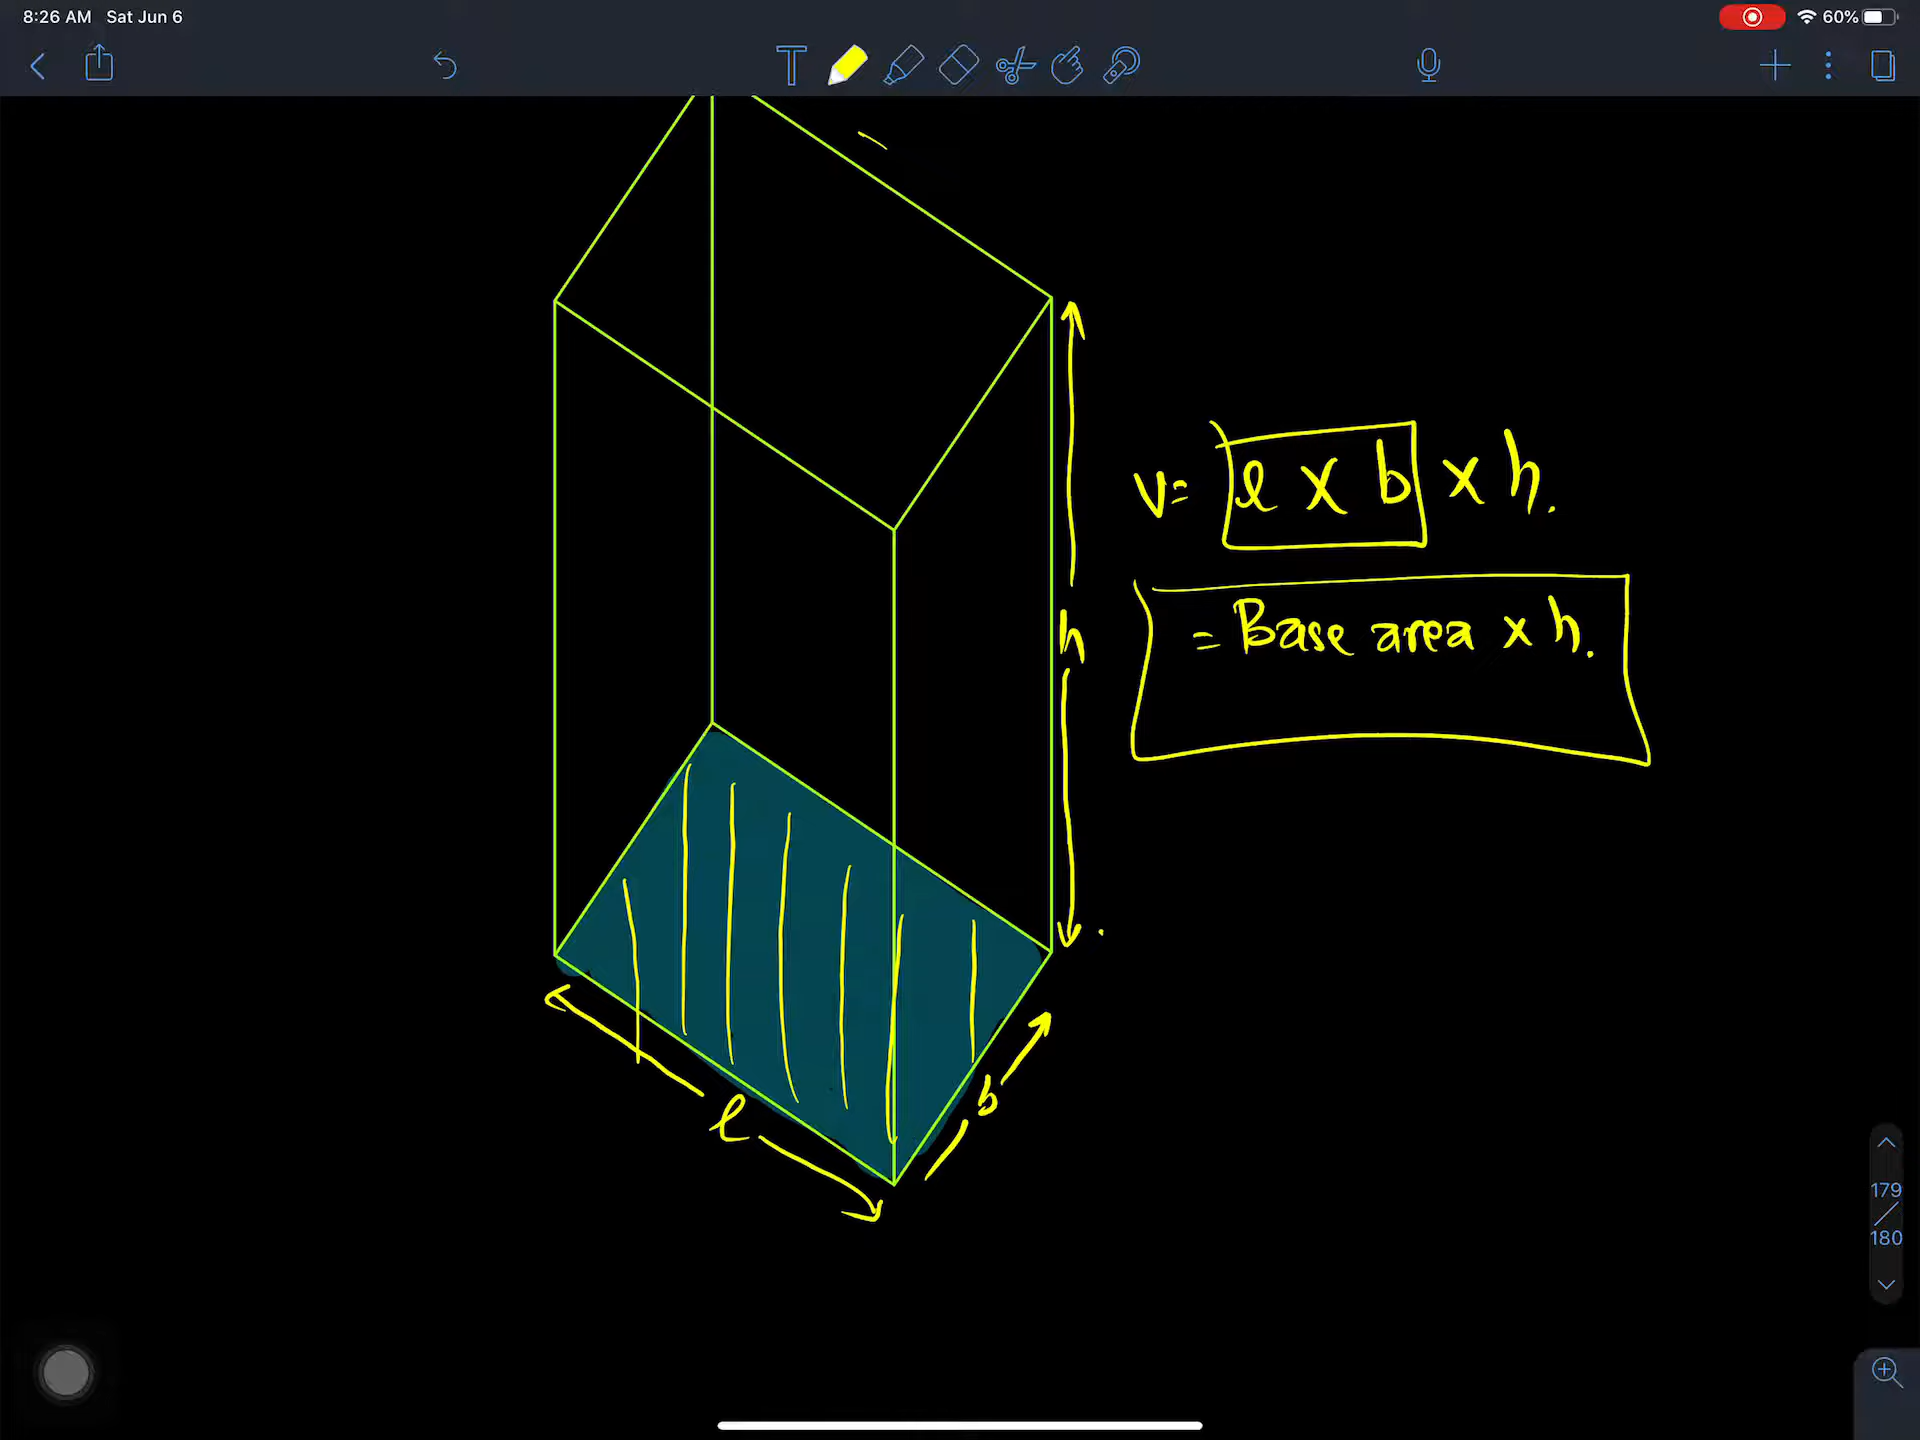 8:26 AM Sat Jun 6
60%
T
h
V= l x b x h.
= Base area x h.
l
b
179
180